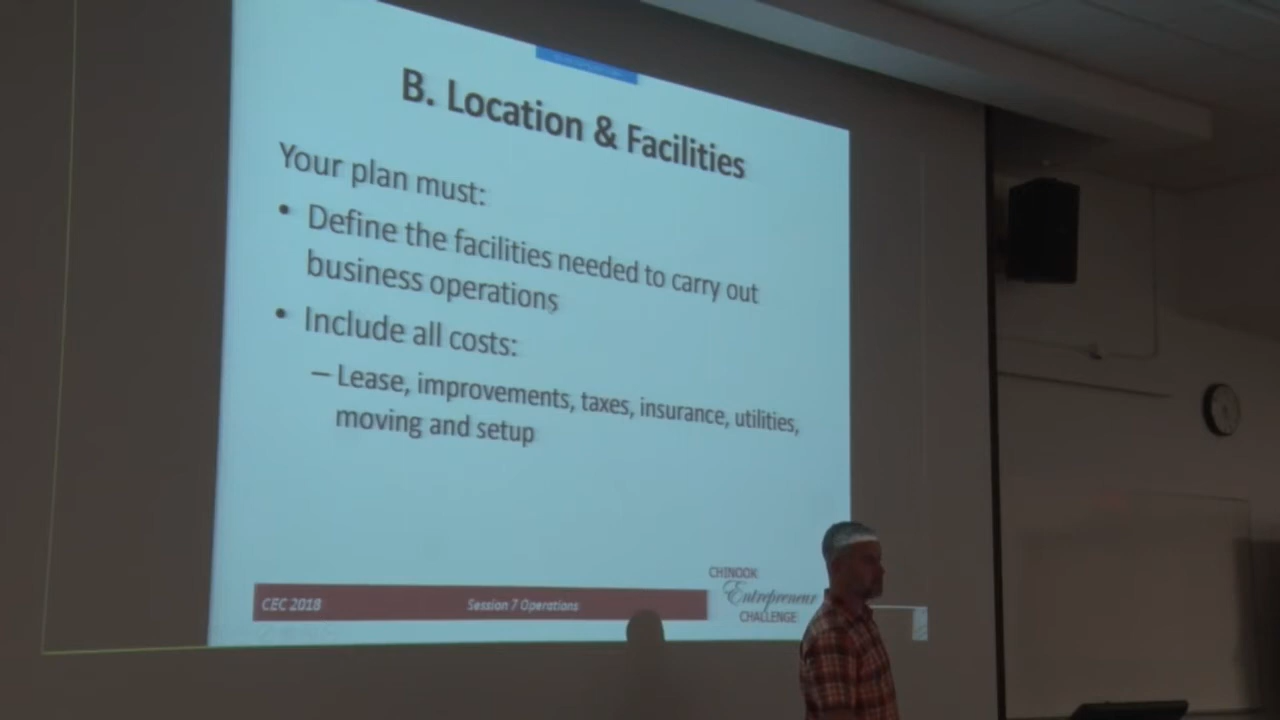 B. Location & Facilities
Your plan must:
• Define the facilities needed to carry out
business operations
• Include all costs:
– Lease, improvements, taxes, insurance, utilities,
moving and setup
CEC 2018
Session 7 Operations
CHINOOK
Entrepreneur
CHALLENGE